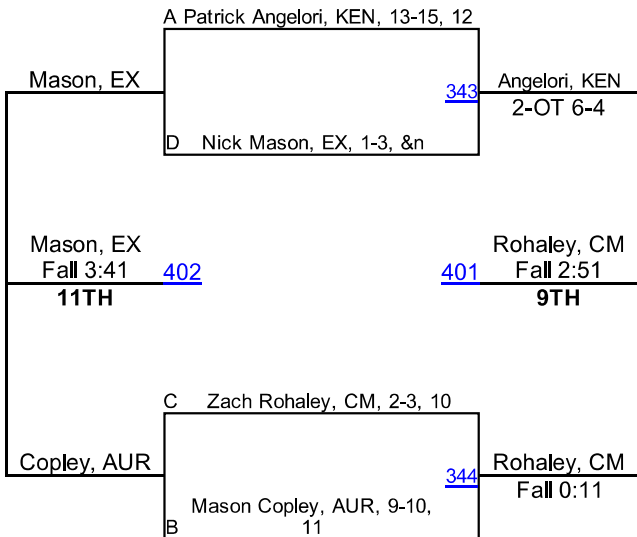 A Patrick Angelori, KEN, 13-15, 12
Mason, EX
343
Angelori, KEN
2-OT 6-4
D Nick Mason, EX, 1-3, &n
Mason, EX
Fall 3:41
11TH
402
401
Rohaley, CM
Fall 2:51
9TH
C Zach Rohaley, CM, 2-3, 10
Copley, AUR
344
Rohaley, CM
Fall 0:11
Mason Copley, AUR, 9-10,
B 11